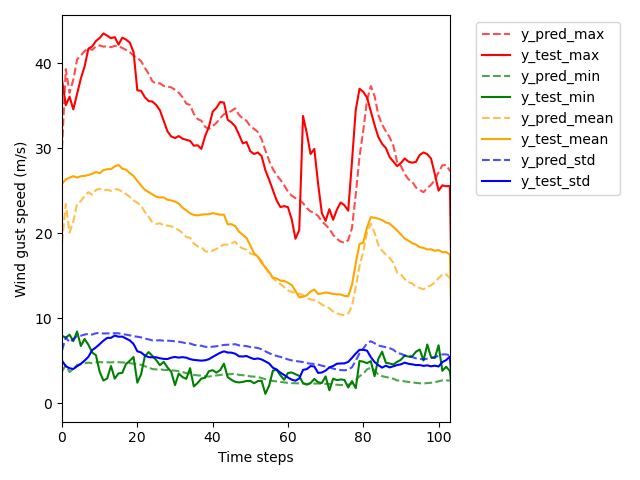 Wind gust speed (m/s)
40
30
20
10
0
0 20 40 60 80 100
Time steps
y_pred_max
y_test_max
y_pred_min
y_test_min
y_pred_mean
y_test_mean
y_pred_std
y_test_std